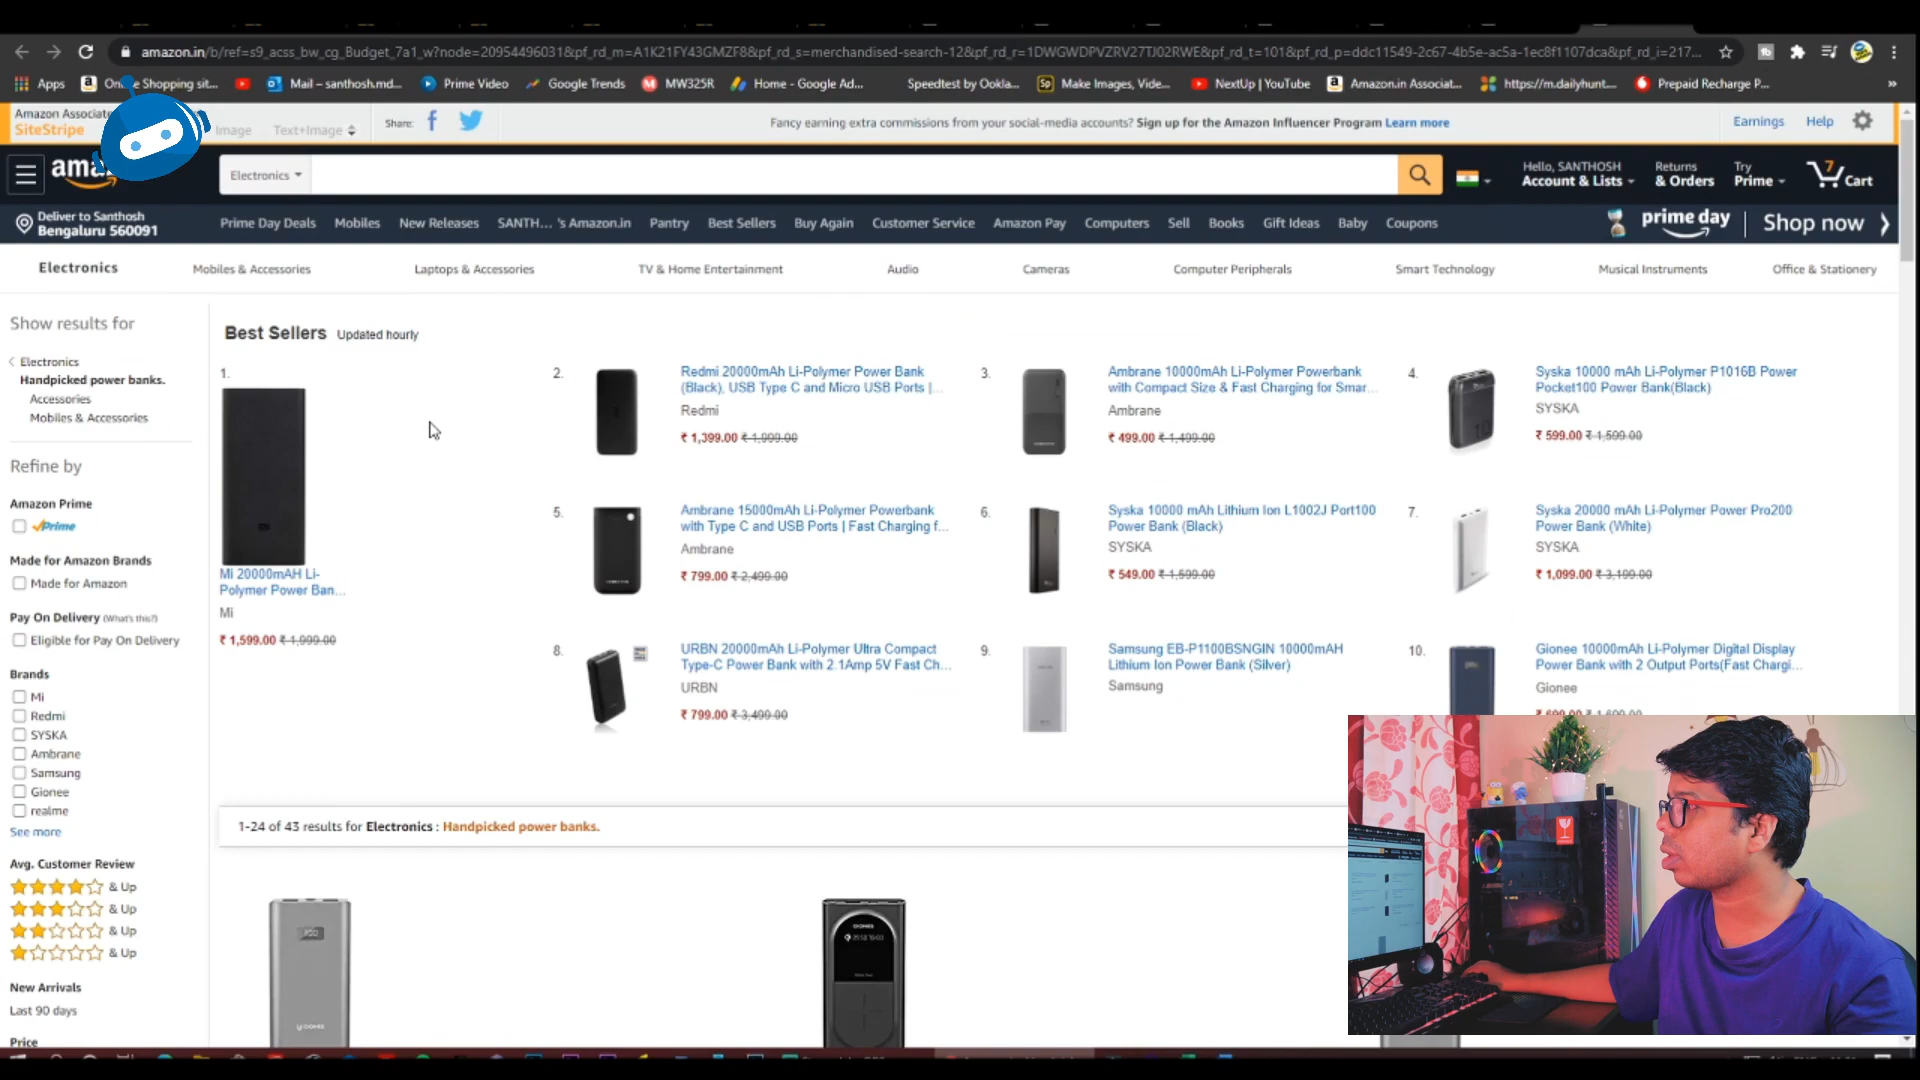 amazon.in/b/ref=s9_acss_bw_cg_Budget_7a1_w?node=20954496031&pf_rd_m=A1K21FY43GMZF8&pf_rd_s=merchandised-search-12&pf_rd_r=1DWGWDPVZRV27TJ02RWE&pf_rd_t=101&pf_rd_p=ddc11549-2c67-4b5e-ac5a-1ec8f1107dca&pf_rd_i=217...
Apps Shopping sit... Mail – santhosh.md... Prime Video Google Trends MW325R Home - Google Ad... Speedtest by Ookla... Make Images, Vide... NextUp | YouTube Amazon.in Associat... https://m.dailyhunt... Prepaid Recharge P... »
Amazon Associate
SiteStripe Image Text+Image Share: Fancy earning extra commissions from your social-media accounts? Sign up for the Amazon Influencer Program Learn more Earnings Help
Electronics Hello, SANTHOSH Account & Lists Returns & Orders Try Prime 7 Cart
Deliver to Santhosh
Bengaluru 560091
Prime Day Deals Mobiles New Releases SANTH... 's Amazon.in Pantry Best Sellers Buy Again Customer Service Amazon Pay Computers Sell Books Gift Ideas Baby Coupons prime day Shop now
Electronics Mobiles & Accessories Laptops & Accessories TV & Home Entertainment Audio Cameras Computer Peripherals Smart Technology Musical Instruments Office & Stationery
Show results for
Electronics
Handpicked power banks.
Accessories
Mobiles & Accessories
Refine by
Amazon Prime
Prime
Made for Amazon Brands
Made for Amazon
Pay On Delivery (What's this?)
Eligible for Pay On Delivery
Brands
Mi
Redmi
SYSKA
Ambrane
Samsung
Gionee
realme
See more
Avg. Customer Review
& Up
& Up
& Up
& Up
New Arrivals
Last 90 days
Price
Best Sellers Updated hourly
1.
Mi 20000mAH Li-
Polymer Power Ban...
Mi
₹ 1,599.00 ₹ 1,999.00
2.
Redmi 20000mAh Li-Polymer Power Bank
(Black), USB Type C and Micro USB Ports |...
Redmi
₹ 1,399.00 ₹ 1,999.00
3.
Ambrane 10000mAh Li-Polymer Powerbank
with Compact Size & Fast Charging for Smar...
Ambrane
₹ 499.00 ₹ 1,499.00
4.
Syska 10000 mAh Li-Polymer P1016B Power
Pocket100 Power Bank(Black)
SYSKA
₹ 599.00 ₹ 1,599.00
5.
Ambrane 15000mAh Li-Polymer Powerbank
with Type C and USB Ports | Fast Charging f...
Ambrane
₹ 799.00 ₹ 2,499.00
6.
Syska 10000 mAh Lithium Ion L1002J Port100
Power Bank (Black)
SYSKA
₹ 549.00 ₹ 1,599.00
7.
Syska 20000 mAh Li-Polymer Power Pro200
Power Bank (White)
SYSKA
₹ 1,099.00 ₹ 3,199.00
8.
URBN 20000mAh Li-Polymer Ultra Compact
Type-C Power Bank with 2.1Amp 5V Fast Ch...
URBN
₹ 799.00 ₹ 3,499.00
9.
Samsung EB-P1100BSNGIN 10000mAH
Lithium Ion Power Bank (Silver)
Samsung
10.
Gionee 10000mAh Li-Polymer Digital Display
Power Bank with 2 Output Ports(Fast Chargi...
Gionee
₹ 699.00 ₹ 1,699.00
1-24 of 43 results for Electronics : Handpicked power banks.